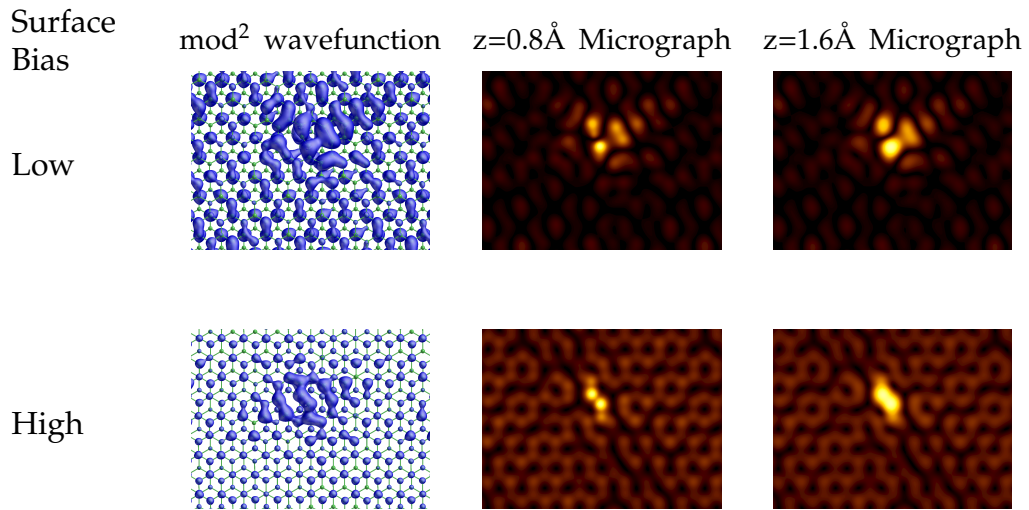 Surface
Bias
mod² wavefunction
z=0.8Å Micrograph
z=1.6Å Micrograph
Low
High